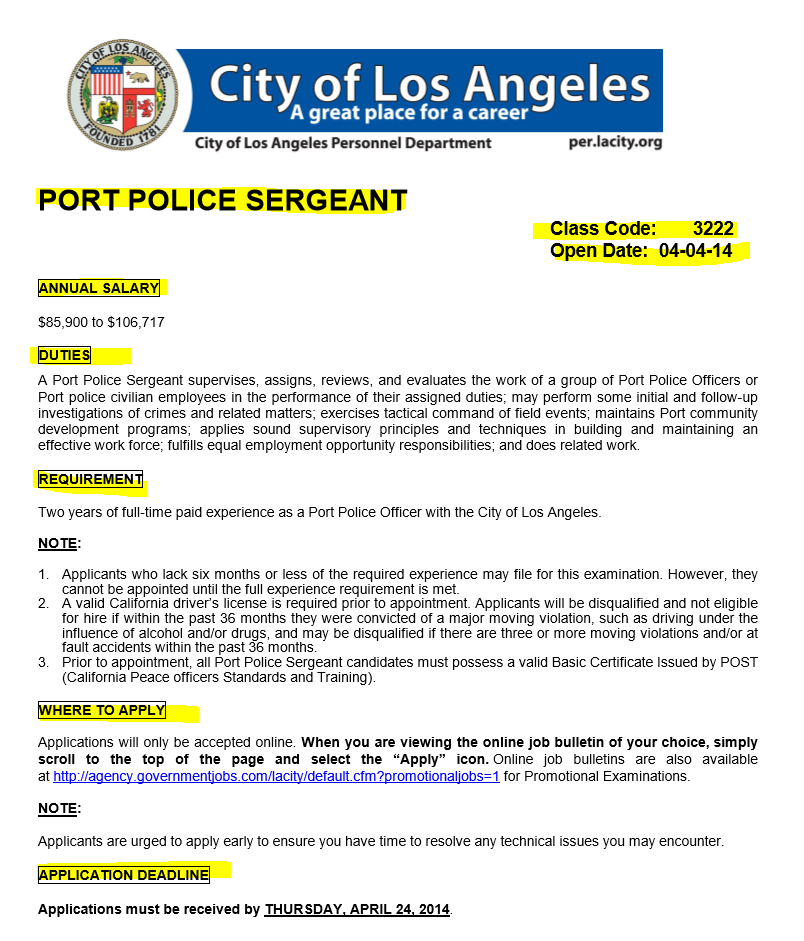 CITY OF LOS ANGELES
FOUNDED 1781
City of Los Angeles
A great place for a career
City of Los Angeles Personnel Department per.lacity.org
PORT POLICE SERGEANT
Class Code: 3222
Open Date: 04-04-14
ANNUAL SALARY
$85,900 to $106,717
DUTIES
A Port Police Sergeant supervises, assigns, reviews, and evaluates the work of a group of Port Police Officers or
Port police civilian employees in the performance of their assigned duties; may perform some initial and follow-up
investigations of crimes and related matters; exercises tactical command of field events; maintains Port community
development programs; applies sound supervisory principles and techniques in building and maintaining an
effective work force; fulfills equal employment opportunity responsibilities; and does related work.
REQUIREMENT
Two years of full-time paid experience as a Port Police Officer with the City of Los Angeles.
NOTE:
1. Applicants who lack six months or less of the required experience may file for this examination. However, they
cannot be appointed until the full experience requirement is met.
2. A valid California driver's license is required prior to appointment. Applicants will be disqualified and not eligible
for hire if within the past 36 months they were convicted of a major moving violation, such as driving under the
influence of alcohol and/or drugs, and may be disqualified if there are three or more moving violations and/or at
fault accidents within the past 36 months.
3. Prior to appointment, all Port Police Sergeant candidates must possess a valid Basic Certificate Issued by POST
(California Peace officers Standards and Training).
WHERE TO APPLY
Applications will only be accepted online. When you are viewing the online job bulletin of your choice, simply
scroll to the top of the page and select the “Apply” icon. Online job bulletins are also available
at http://agency.governmentjobs.com/lacity/default.cfm?promotionaljobs=1 for Promotional Examinations.
NOTE:
Applicants are urged to apply early to ensure you have time to resolve any technical issues you may encounter.
APPLICATION DEADLINE
Applications must be received by THURSDAY, APRIL 24, 2014.